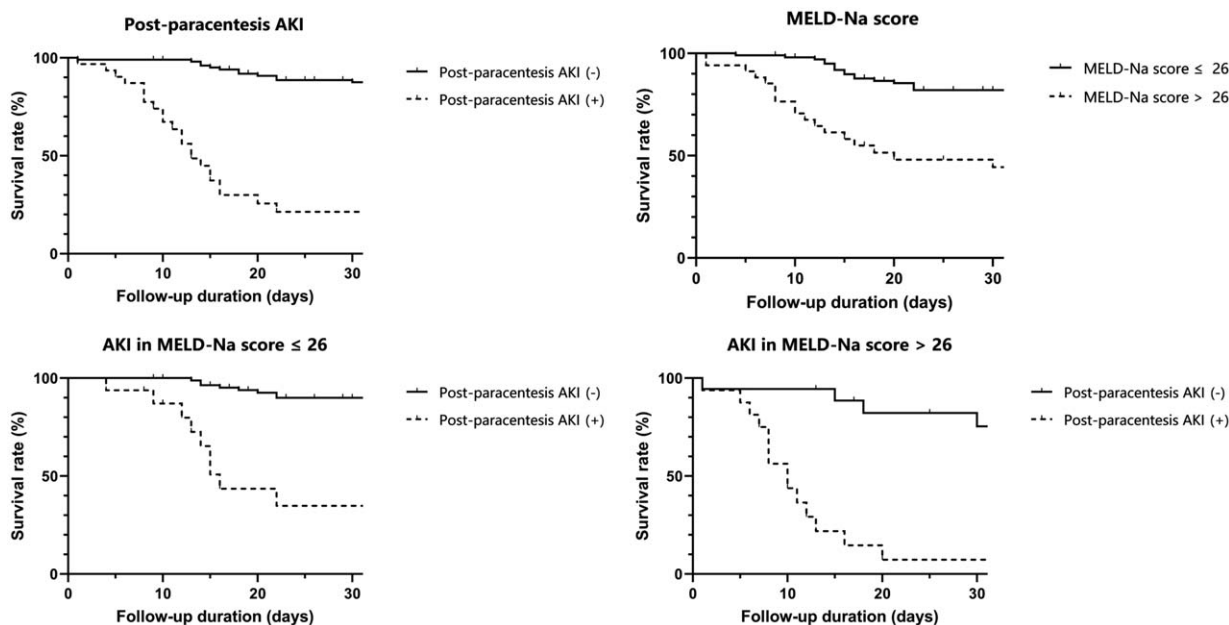 Post-paracentesis AKI
Survival rate (%)
100
50
0
0 10 20 30
Follow-up duration (days)
Post-paracentesis AKI (-)
Post-paracentesis AKI (+)
MELD-Na score
Survival rate (%)
100
50
0
0 10 20 30
Follow-up duration (days)
MELD-Na score ≤ 26
MELD-Na score > 26
AKI in MELD-Na score ≤ 26
Survival rate (%)
100
50
0
0 10 20 30
Follow-up duration (days)
Post-paracentesis AKI (-)
Post-paracentesis AKI (+)
AKI in MELD-Na score > 26
Survival rate (%)
100
50
0
0 10 20 30
Follow-up duration (days)
Post-paracentesis AKI (-)
Post-paracentesis AKI (+)